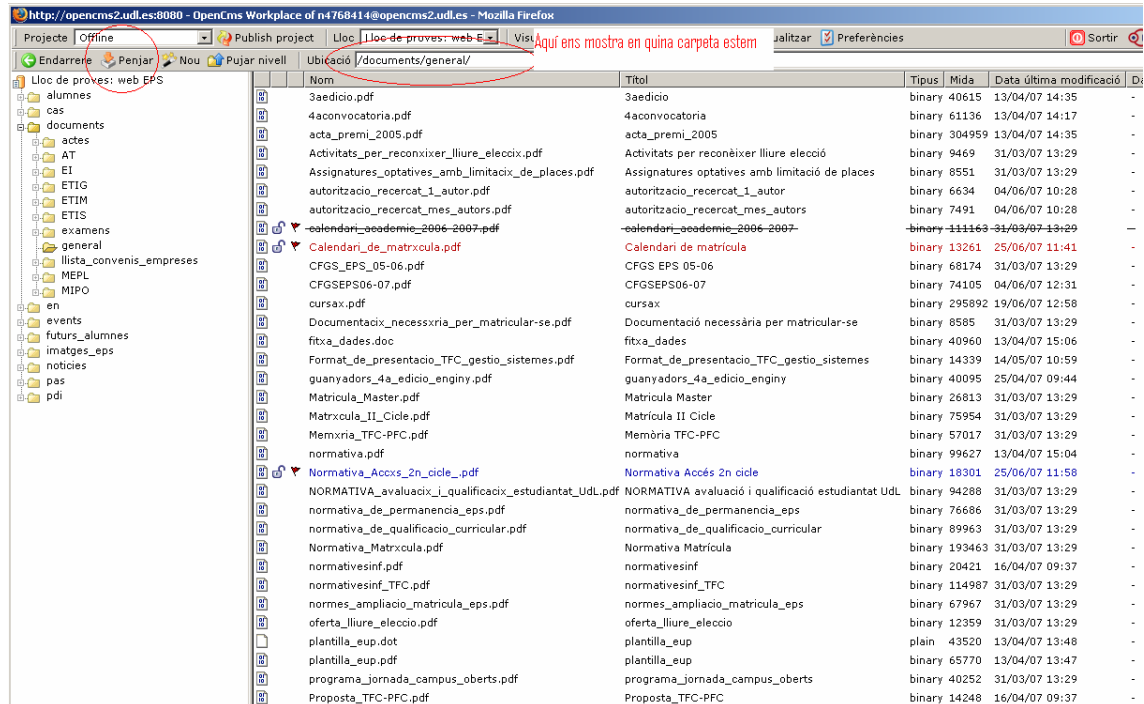 http://opencms2.udl.es:8080 - OpenCms Workplace of n4768414@opencms2.udl.es - Mozilla Firefox
Projecte Offline Publish project Lloc Lloc de proves: web E Aquí ens mostra en quina carpeta estem ualitzar Preferències Sortir
Endarrere Penjar Nou Pujar nivell Ubicació /documents/general/
Lloc de proves: web EPS
alumnes
cas
documents
actes
AT
EI
ETIG
ETIM
ETIS
examens
general
llista_convenis_empreses
MEPL
MIPO
en
events
futurs_alumnes
imatges_eps
noticies
pas
pdi
Nom Títol Tipus Mida Data última modificació Da
3aedicio.pdf 3aedicio binary 40615 13/04/07 14:35 -
4aconvocatoria.pdf 4aconvocatoria binary 61136 13/04/07 14:17 -
acta_premi_2005.pdf acta_premi_2005 binary 304959 13/04/07 14:35 -
Activitats_per_reconxixer_lliure_eleccix.pdf Activitats per reconèixer lliure elecció binary 9469 31/03/07 13:29 -
Assignatures_optatives_amb_limitacix_de_places.pdf Assignatures optatives amb limitació de places binary 8551 31/03/07 13:29 -
autoritzacio_recercat_1_autor.pdf autoritzacio_recercat_1_autor binary 6634 04/06/07 10:28 -
autoritzacio_recercat_mes_autors.pdf autoritzacio_recercat_mes_autors binary 7491 04/06/07 10:28 -
calendari_academic_2006-2007.pdf calendari_academic_2006-2007 binary 111163 31/03/07 13:29 -
Calendari_de_matrxcula.pdf Calendari de matrícula binary 13261 25/06/07 11:41 -
CFGS_EPS_05-06.pdf CFGS EPS 05-06 binary 68174 31/03/07 13:29 -
CFGSEPS06-07.pdf CFGSEPS06-07 binary 74105 04/06/07 12:31 -
cursax.pdf cursax binary 295892 19/06/07 12:58 -
Documentacix_necessxria_per_matricular-se.pdf Documentació necessària per matricular-se binary 8585 31/03/07 13:29 -
fitxa_dades.doc fitxa_dades binary 40960 13/04/07 15:06 -
Format_de_presentacio_TFC_gestio_sistemes.pdf Format_de_presentacio_TFC_gestio_sistemes binary 14339 14/05/07 10:59 -
guanyadors_4a_edicio_enginy.pdf guanyadors_4a_edicio_enginy binary 40095 25/04/07 09:44 -
Matricula_Master.pdf Matricula Master binary 26813 31/03/07 13:29 -
Matrxcula_II_Cicle.pdf Matrícula II Cicle binary 75954 31/03/07 13:29 -
Memxria_TFC-PFC.pdf Memòria TFC-PFC binary 57017 31/03/07 13:29 -
normativa.pdf normativa binary 99627 13/04/07 15:04 -
Normativa_Accxs_2n_cicle_.pdf Normativa Accés 2n cicle binary 18301 25/06/07 11:58 -
NORMATIVA_avaluacix_i_qualificacix_estudiantat_UdL.pdf NORMATIVA avaluació i qualificació estudiantat UdL binary 94288 31/03/07 13:29 -
normativa_de_permanencia_eps.pdf normativa_de_permanencia_eps binary 76686 31/03/07 13:29 -
normativa_de_qualificacio_curricular.pdf normativa_de_qualificacio_curricular binary 89963 31/03/07 13:29 -
Normativa_Matrxcula.pdf Normativa Matrícula binary 193463 31/03/07 13:29 -
normativesinf.pdf normativesinf binary 20421 16/04/07 09:37 -
normativesinf_TFC.pdf normativesinf_TFC binary 114987 31/03/07 13:29 -
normes_ampliacio_matricula_eps.pdf normes_ampliacio_matricula_eps binary 67967 31/03/07 13:29 -
oferta_lliure_eleccio.pdf oferta_lliure_eleccio binary 12359 31/03/07 13:29 -
plantilla_eup.dot plantilla_eup plain 43520 13/04/07 13:48 -
plantilla_eup.pdf plantilla_eup binary 65770 13/04/07 13:47 -
programa_jornada_campus_oberts.pdf programa_jornada_campus_oberts binary 40252 31/03/07 13:29 -
Proposta_TFC-PFC.pdf Proposta_TFC-PFC binary 14248 16/04/07 09:37 -